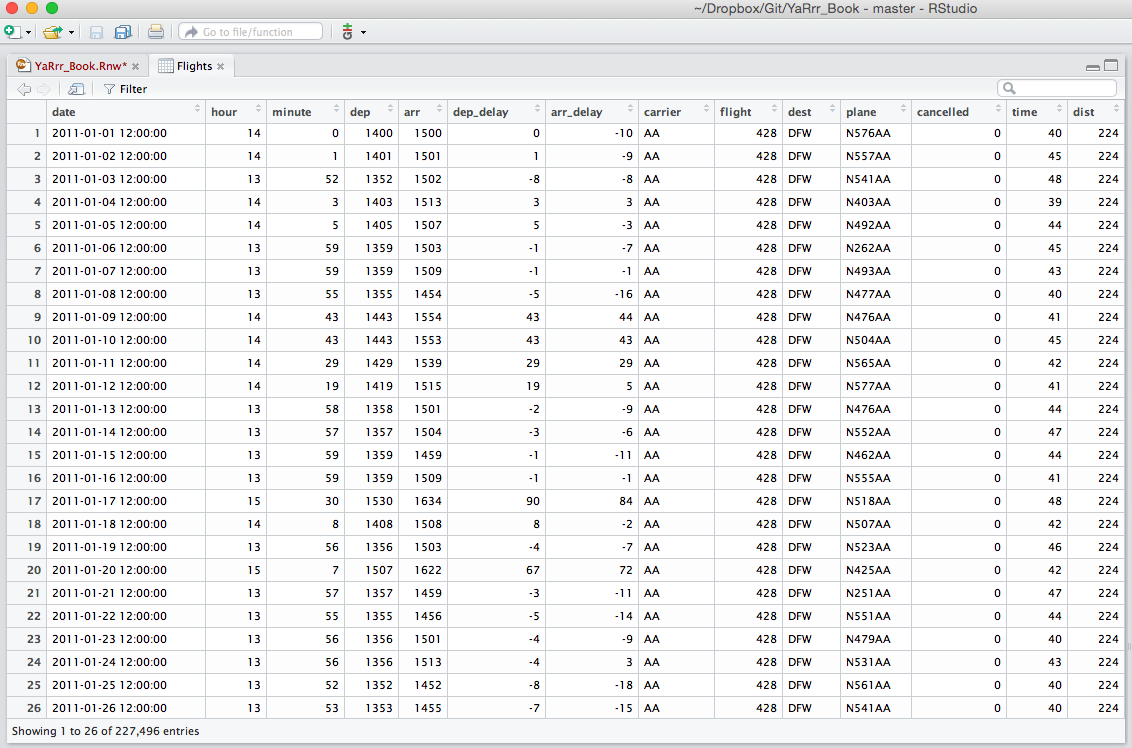 ~/Dropbox/Git/YaRrr_Book - master - RStudio
Go to file/function
YaRrr_Book.Rnw* Flights
Filter
date hour minute dep arr dep_delay arr_delay carrier flight dest plane cancelled time dist
1 2011-01-01 12:00:00 14 0 1400 1500 0 -10 AA 428 DFW N576AA 0 40 224
2 2011-01-02 12:00:00 14 1 1401 1501 1 -9 AA 428 DFW N557AA 0 45 224
3 2011-01-03 12:00:00 13 52 1352 1502 -8 -8 AA 428 DFW N541AA 0 48 224
4 2011-01-04 12:00:00 14 3 1403 1513 3 3 AA 428 DFW N403AA 0 39 224
5 2011-01-05 12:00:00 14 5 1405 1507 5 -3 AA 428 DFW N492AA 0 44 224
6 2011-01-06 12:00:00 13 59 1359 1503 -1 -7 AA 428 DFW N262AA 0 45 224
7 2011-01-07 12:00:00 13 59 1359 1509 -1 -1 AA 428 DFW N493AA 0 43 224
8 2011-01-08 12:00:00 13 55 1355 1454 -5 -16 AA 428 DFW N477AA 0 40 224
9 2011-01-09 12:00:00 14 43 1443 1554 43 44 AA 428 DFW N476AA 0 41 224
10 2011-01-10 12:00:00 14 43 1443 1553 43 43 AA 428 DFW N504AA 0 45 224
11 2011-01-11 12:00:00 14 29 1429 1539 29 29 AA 428 DFW N565AA 0 42 224
12 2011-01-12 12:00:00 14 19 1419 1515 19 5 AA 428 DFW N577AA 0 41 224
13 2011-01-13 12:00:00 13 58 1358 1501 -2 -9 AA 428 DFW N476AA 0 44 224
14 2011-01-14 12:00:00 13 57 1357 1504 -3 -6 AA 428 DFW N552AA 0 47 224
15 2011-01-15 12:00:00 13 59 1359 1459 -1 -11 AA 428 DFW N462AA 0 44 224
16 2011-01-16 12:00:00 13 59 1359 1509 -1 -1 AA 428 DFW N555AA 0 41 224
17 2011-01-17 12:00:00 15 30 1530 1634 90 84 AA 428 DFW N518AA 0 48 224
18 2011-01-18 12:00:00 14 8 1408 1508 8 -2 AA 428 DFW N507AA 0 42 224
19 2011-01-19 12:00:00 13 56 1356 1503 -4 -7 AA 428 DFW N523AA 0 46 224
20 2011-01-20 12:00:00 15 7 1507 1622 67 72 AA 428 DFW N425AA 0 42 224
21 2011-01-21 12:00:00 13 57 1357 1459 -3 -11 AA 428 DFW N251AA 0 47 224
22 2011-01-22 12:00:00 13 55 1355 1456 -5 -14 AA 428 DFW N551AA 0 44 224
23 2011-01-23 12:00:00 13 56 1356 1501 -4 -9 AA 428 DFW N479AA 0 40 224
24 2011-01-24 12:00:00 13 56 1356 1513 -4 3 AA 428 DFW N531AA 0 43 224
25 2011-01-25 12:00:00 13 52 1352 1452 -8 -18 AA 428 DFW N561AA 0 40 224
26 2011-01-26 12:00:00 13 53 1353 1455 -7 -15 AA 428 DFW N541AA 0 40 224
Showing 1 to 26 of 227,496 entries